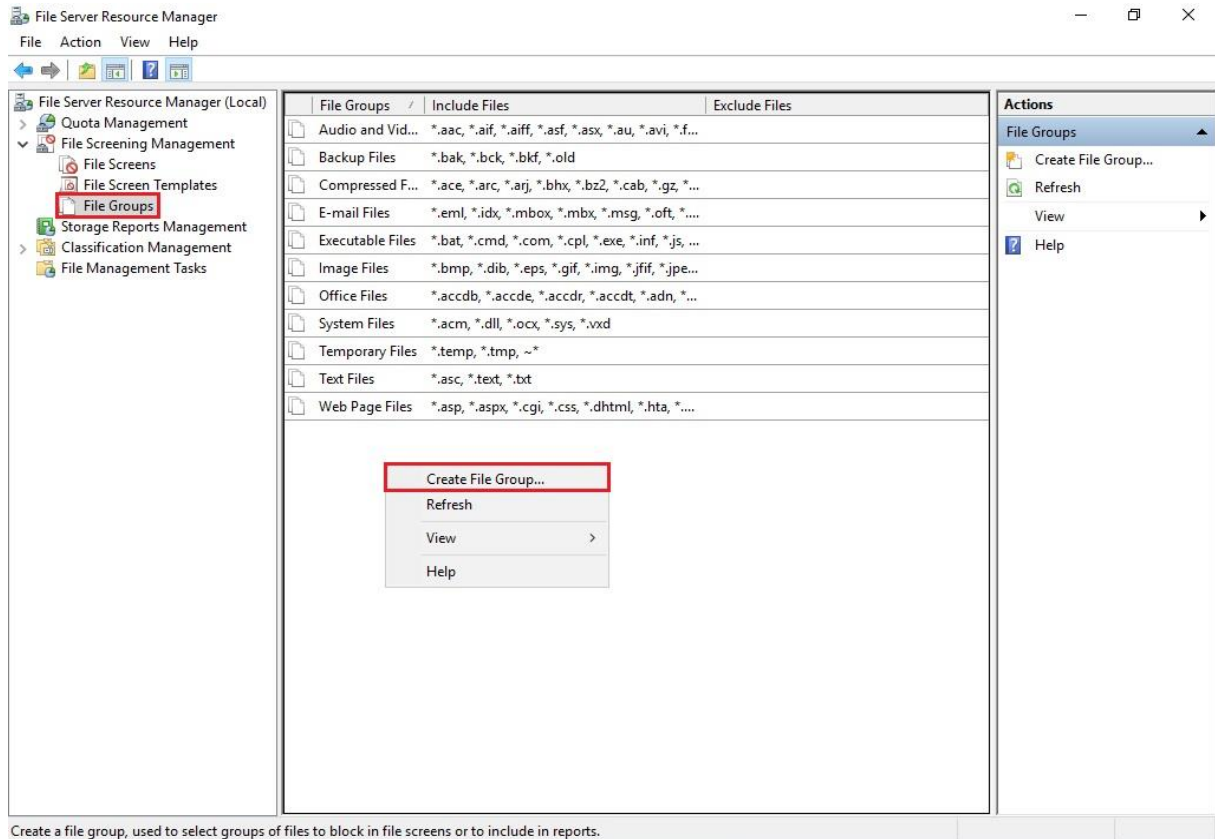 File Server Resource Manager
File Action View Help
File Server Resource Manager (Local)
Quota Management
File Screening Management
File Screens
File Screen Templates
File Groups
Storage Reports Management
Classification Management
File Management Tasks
File Groups Include Files Exclude Files
Audio and Vid... *.aac, *.aif, *.aiff, *.asf, *.asx, *.au, *.avi, *.f...
Backup Files *.bak, *.bck, *.bkf, *.old
Compressed F... *.ace, *.arc, *.arj, *.bhx, *.bz2, *.cab, *.gz, *...
E-mail Files *.eml, *.idx, *.mbox, *.mbx, *.msg, *.oft, *....
Executable Files *.bat, *.cmd, *.com, *.cpl, *.exe, *.inf, *.js, ...
Image Files *.bmp, *.dib, *.eps, *.gif, *.img, *.jfif, *.jpe...
Office Files *.accdb, *.accde, *.accdr, *.accdt, *.adn, *...
System Files *.acm, *.dll, *.ocx, *.sys, *.vxd
Temporary Files *.temp, *.tmp, ~*
Text Files *.asc, *.text, *.txt
Web Page Files *.asp, *.aspx, *.cgi, *.css, *.dhtml, *.hta, *....
Create File Group...
Refresh
View
Help
Actions
File Groups
Create File Group...
Refresh
View
Help
Create a file group, used to select groups of files to block in file screens or to include in reports.